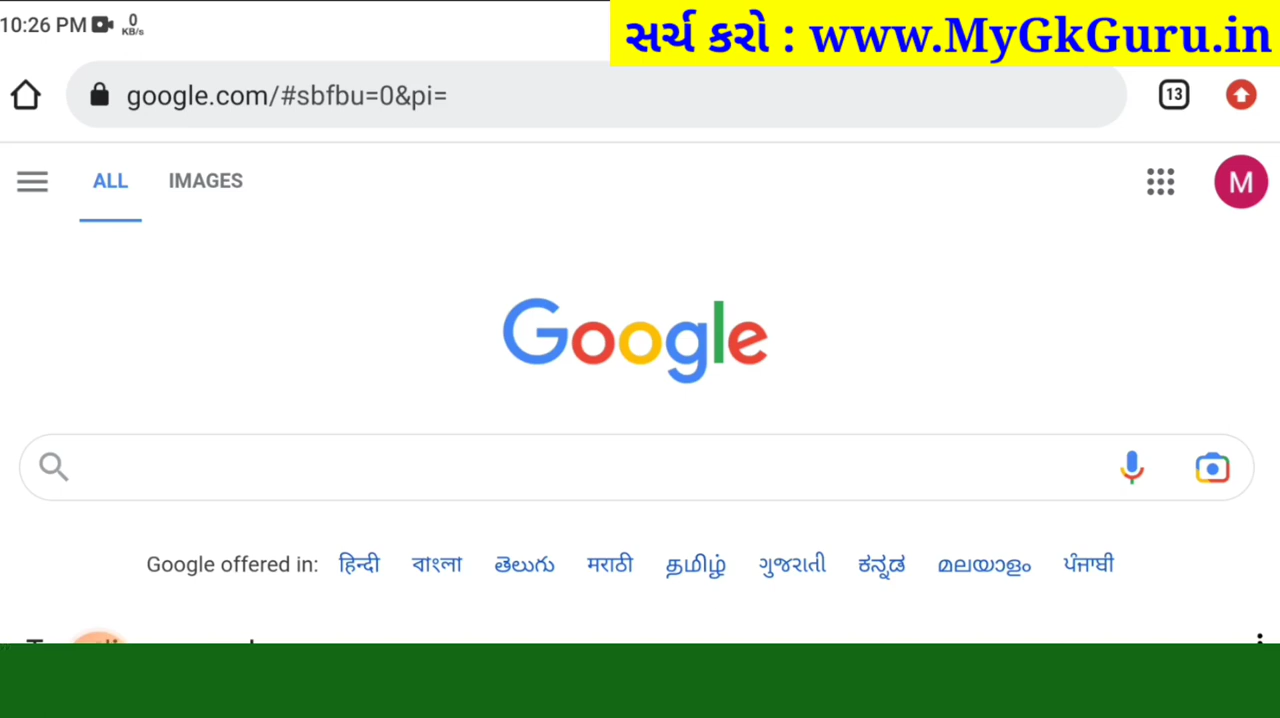 10:26 PM 0 KB/s
સર્ચ કરો : www.MyGkGuru.in
google.com/#sbfbu=0&pi=
13
ALL IMAGES
M
Google
Google offered in: हिन्दी বাংলা తెలుగు मराठी தமிழ் ગુજરાતી ಕನ್ನಡ മലയാളം ਪੰਜਾਬੀ